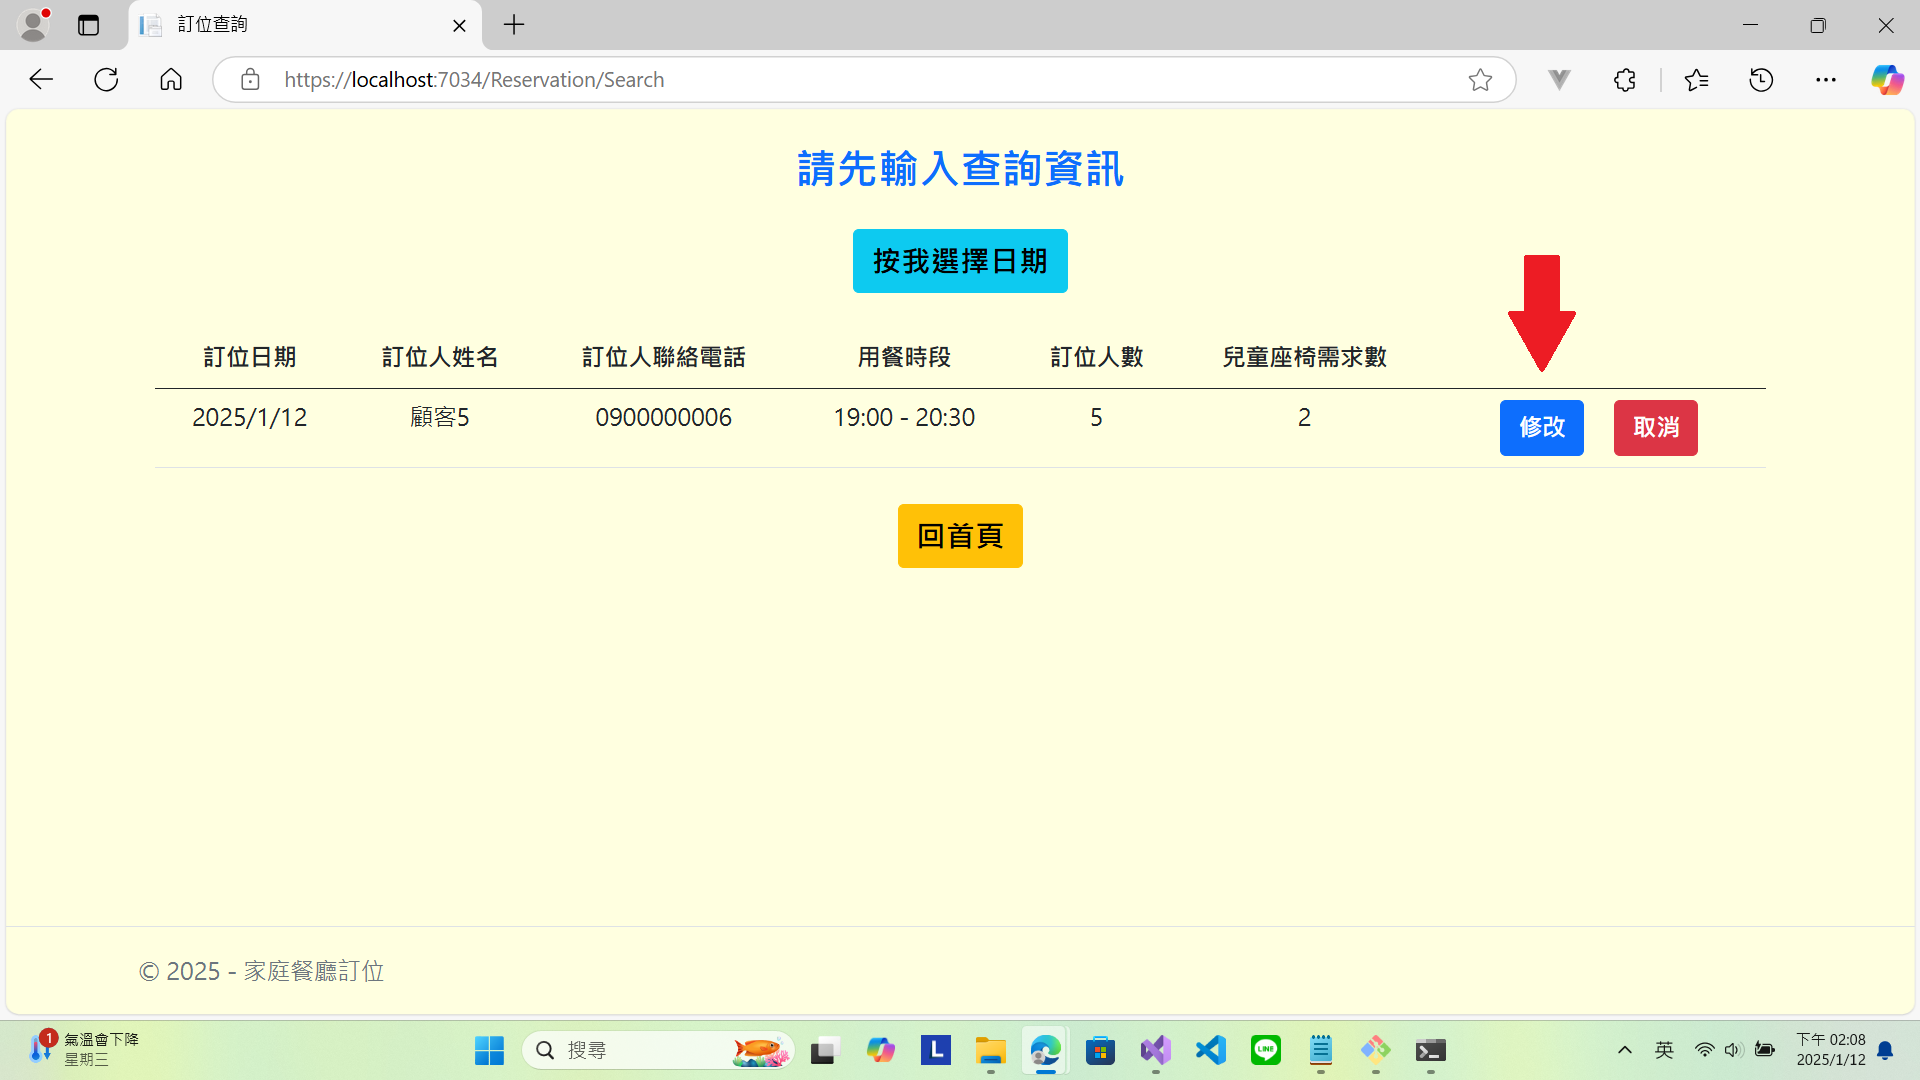 訂位查詢
https://localhost:7034/Reservation/Search
請先輸入查詢資訊
按我選擇日期
訂位日期 訂位人姓名 訂位人聯絡電話 用餐時段 訂位人數 兒童座椅需求數
2025/1/12 顧客5 0900000006 19:00 - 20:30 5 2 修改 取消
回首頁
© 2025 - 家庭餐廳訂位
1 氣溫會下降
星期三
搜尋
L
LINE
英
下午 02:08
2025/1/12